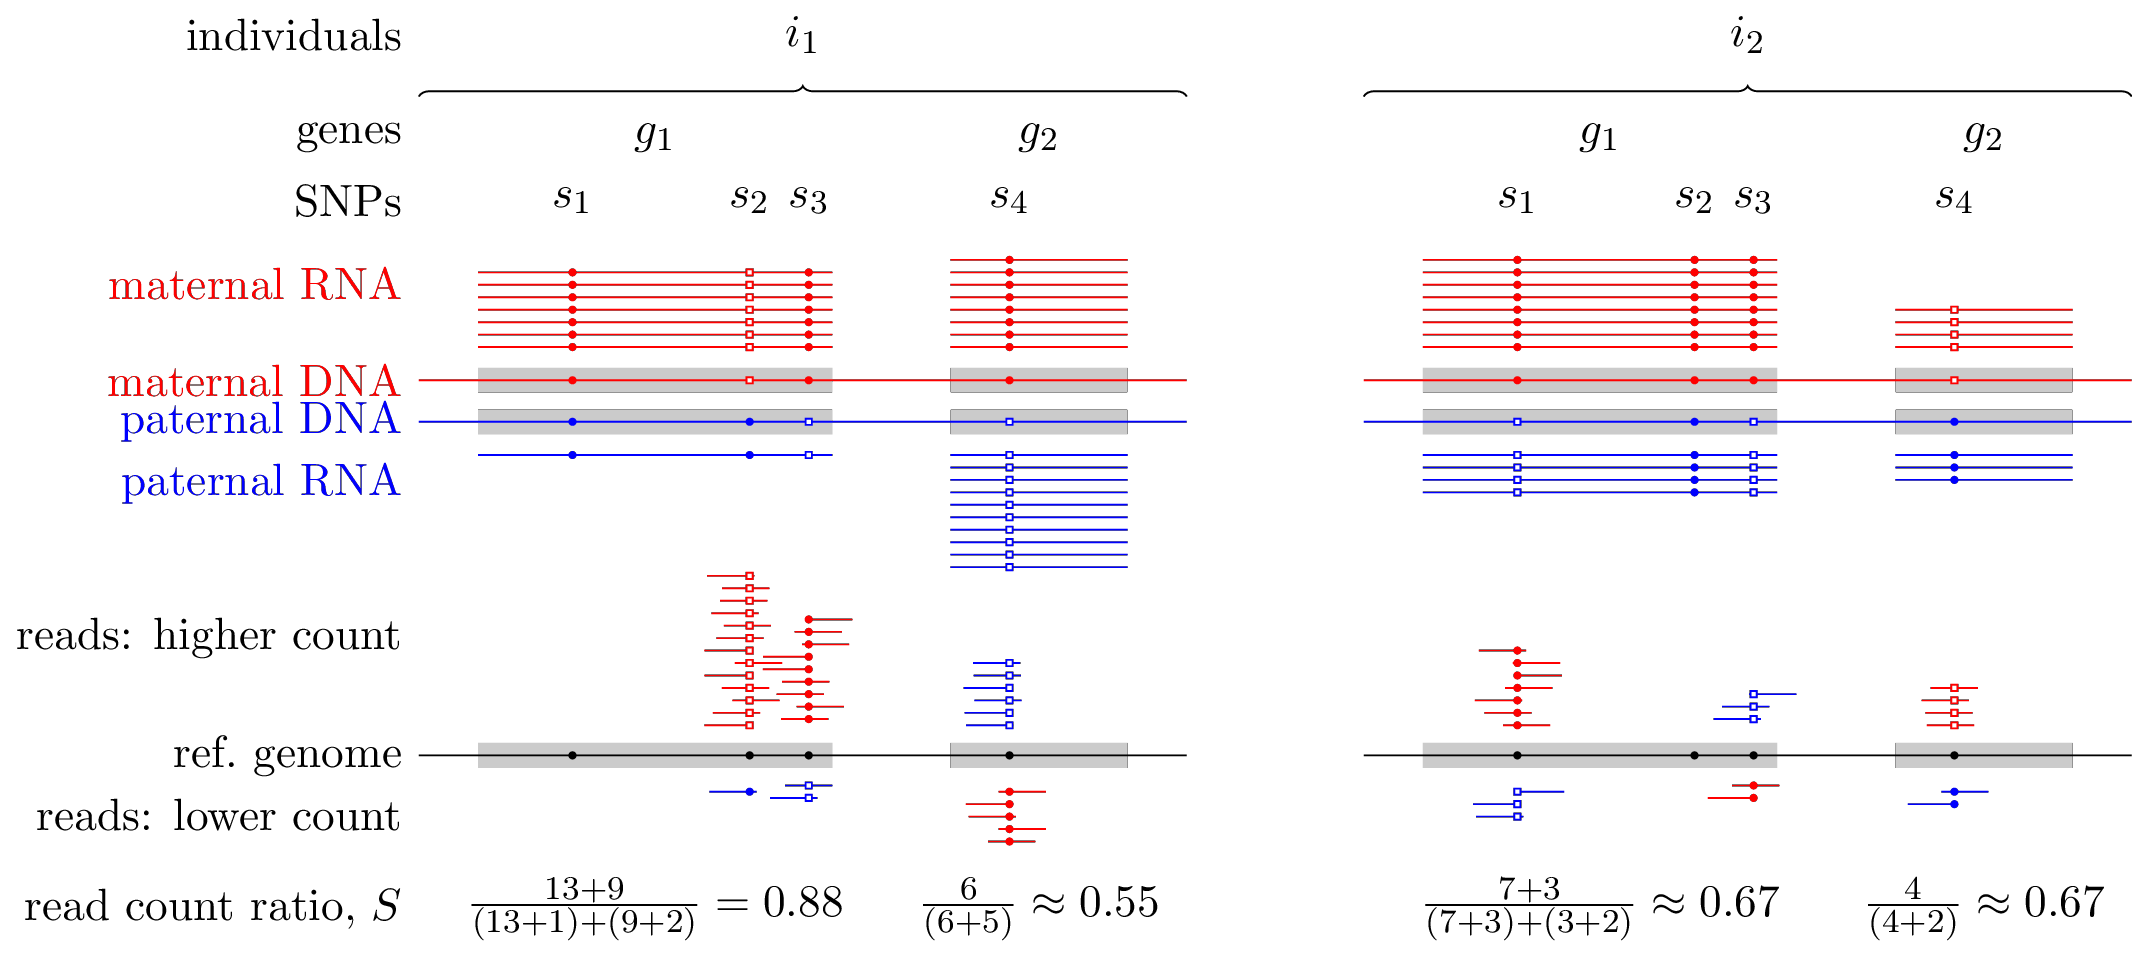 individuals i₁ i₂
genes g₁ g₂ g₁ g₂
SNPs s₁ s₂ s₃ s₄ s₁ s₂ s₃ s₄
maternal RNA
maternal DNA
paternal DNA
paternal RNA
reads: higher count
ref. genome
reads: lower count
read count ratio, S 13+9/(13+1)+(9+2) = 0.88 6/(6+5) ≈ 0.55 7+3/(7+3)+(3+2) ≈ 0.67 4/(4+2) ≈ 0.67